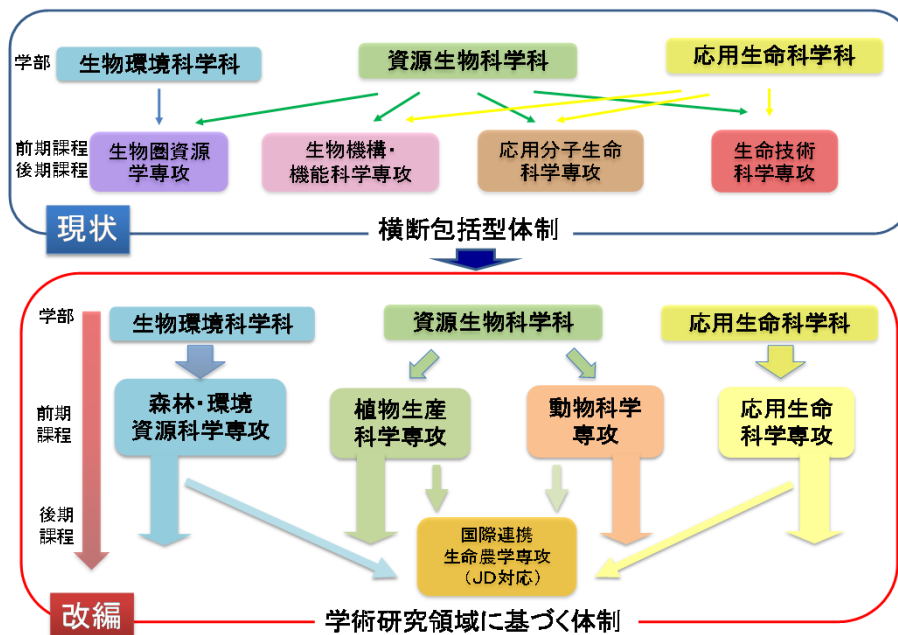 学部
生物環境科学科
資源生物科学科
応用生命科学科
前期課程
後期課程
生物圏資源
学専攻
生物機構・
機能科学専攻
応用分子生命
科学専攻
生命技術
科学専攻
現状
横断包括型体制
学部
生物環境科学科
資源生物科学科
応用生命科学科
前期
課程
森林・環境
資源科学専攻
植物生産
科学専攻
動物科学
専攻
応用生命
科学専攻
後期
課程
国際連携
生命農学専攻
（JD対応）
改編
学術研究領域に基づく体制